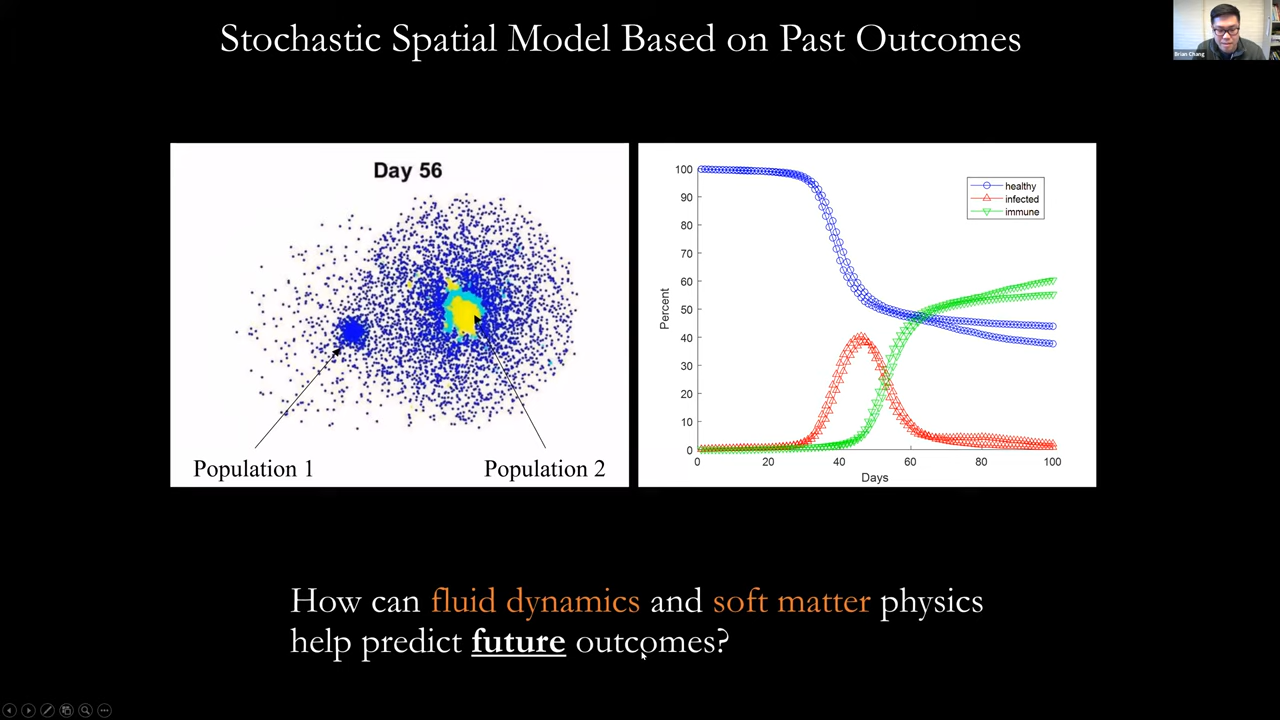 Stochastic Spatial Model Based on Past Outcomes
Brian Chang
Day 56
Population 1
Population 2
100
90
80
70
60
50
40
30
20
10
0
Percent
0 20 40 60 80 100
Days
healthy
infected
immune
How can fluid dynamics and soft matter physics
help predict future outcomes?